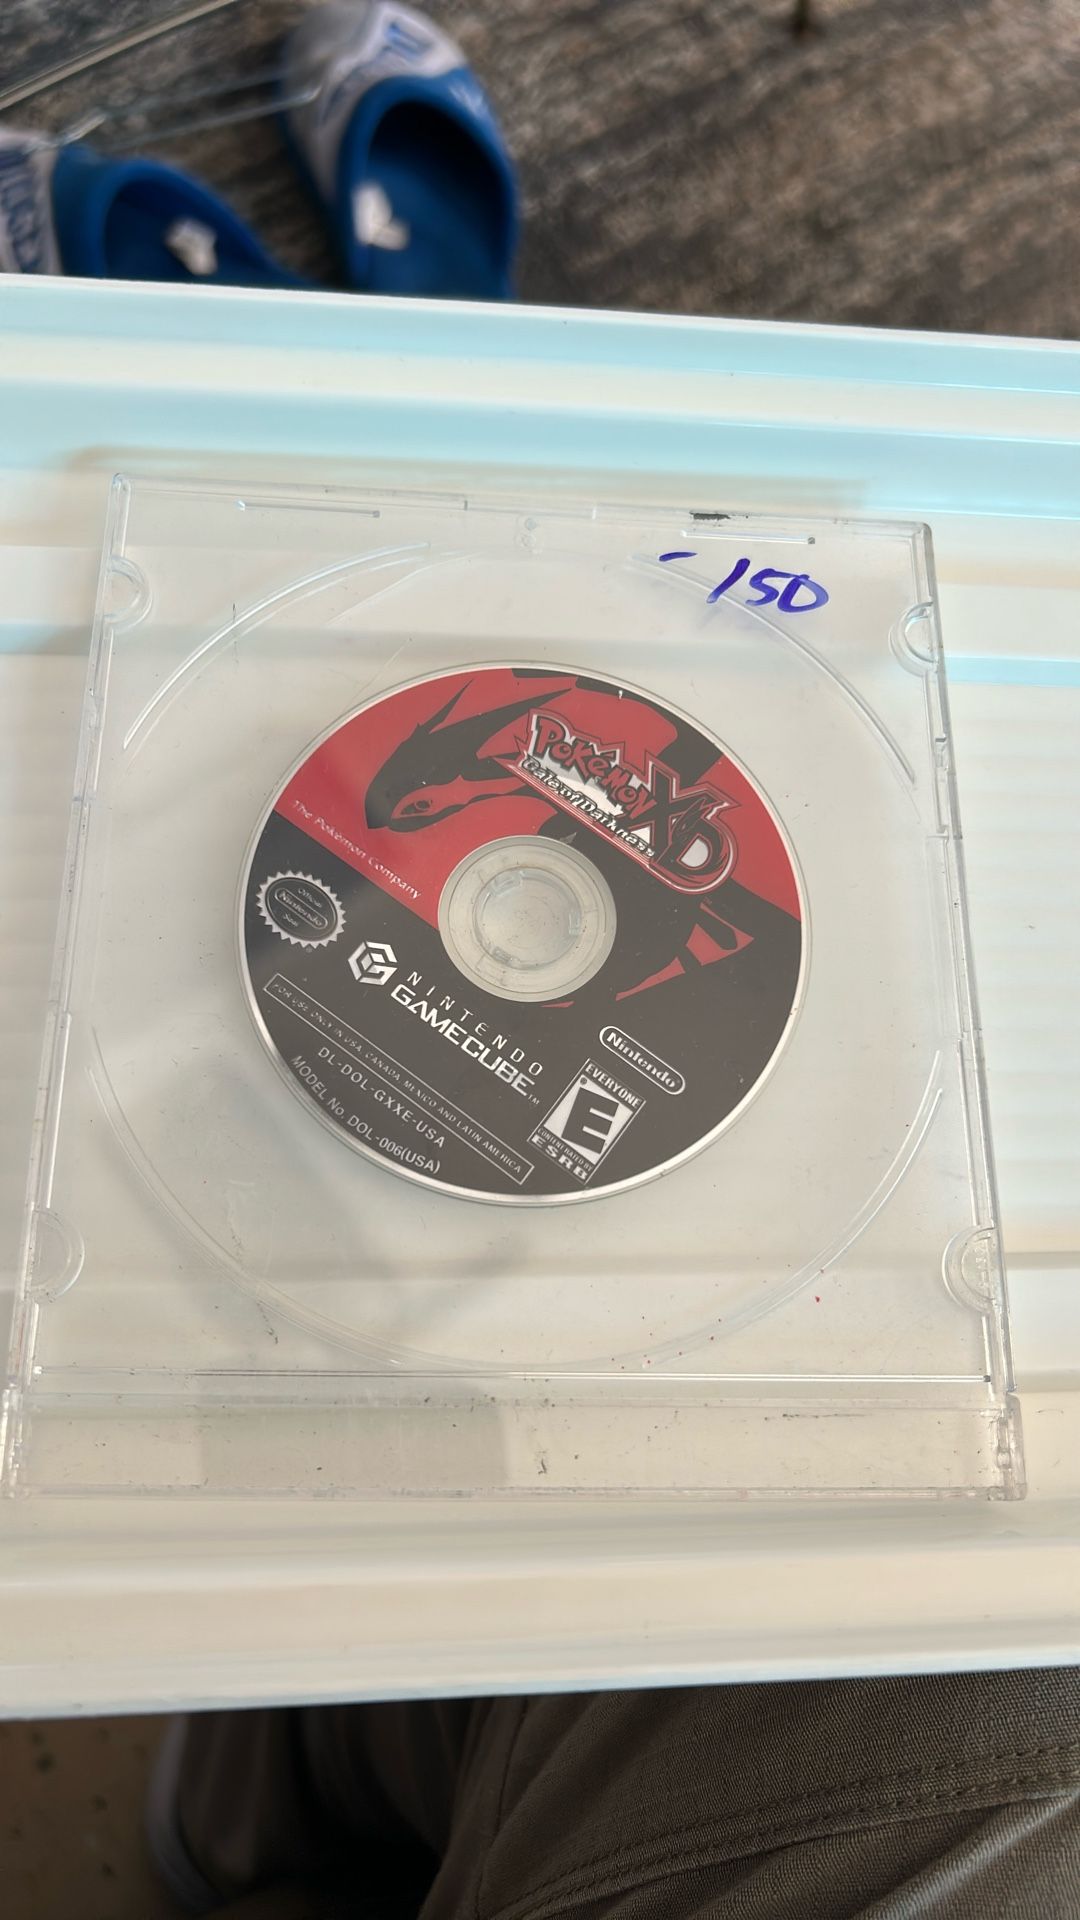 - 150
POKéMON XD
Gale of Darkness
The Pokémon Company
Official
Nintendo
Seal
NINTENDO
GAMECUBE™
Nintendo
EVERYONE
E
CONTENT RATED BY
ESRB
FOR USE ONLY IN USA, CANADA, MEXICO AND LATIN AMERICA
DL-DOL-GXXE-USA
MODEL No. DOL-006(USA)